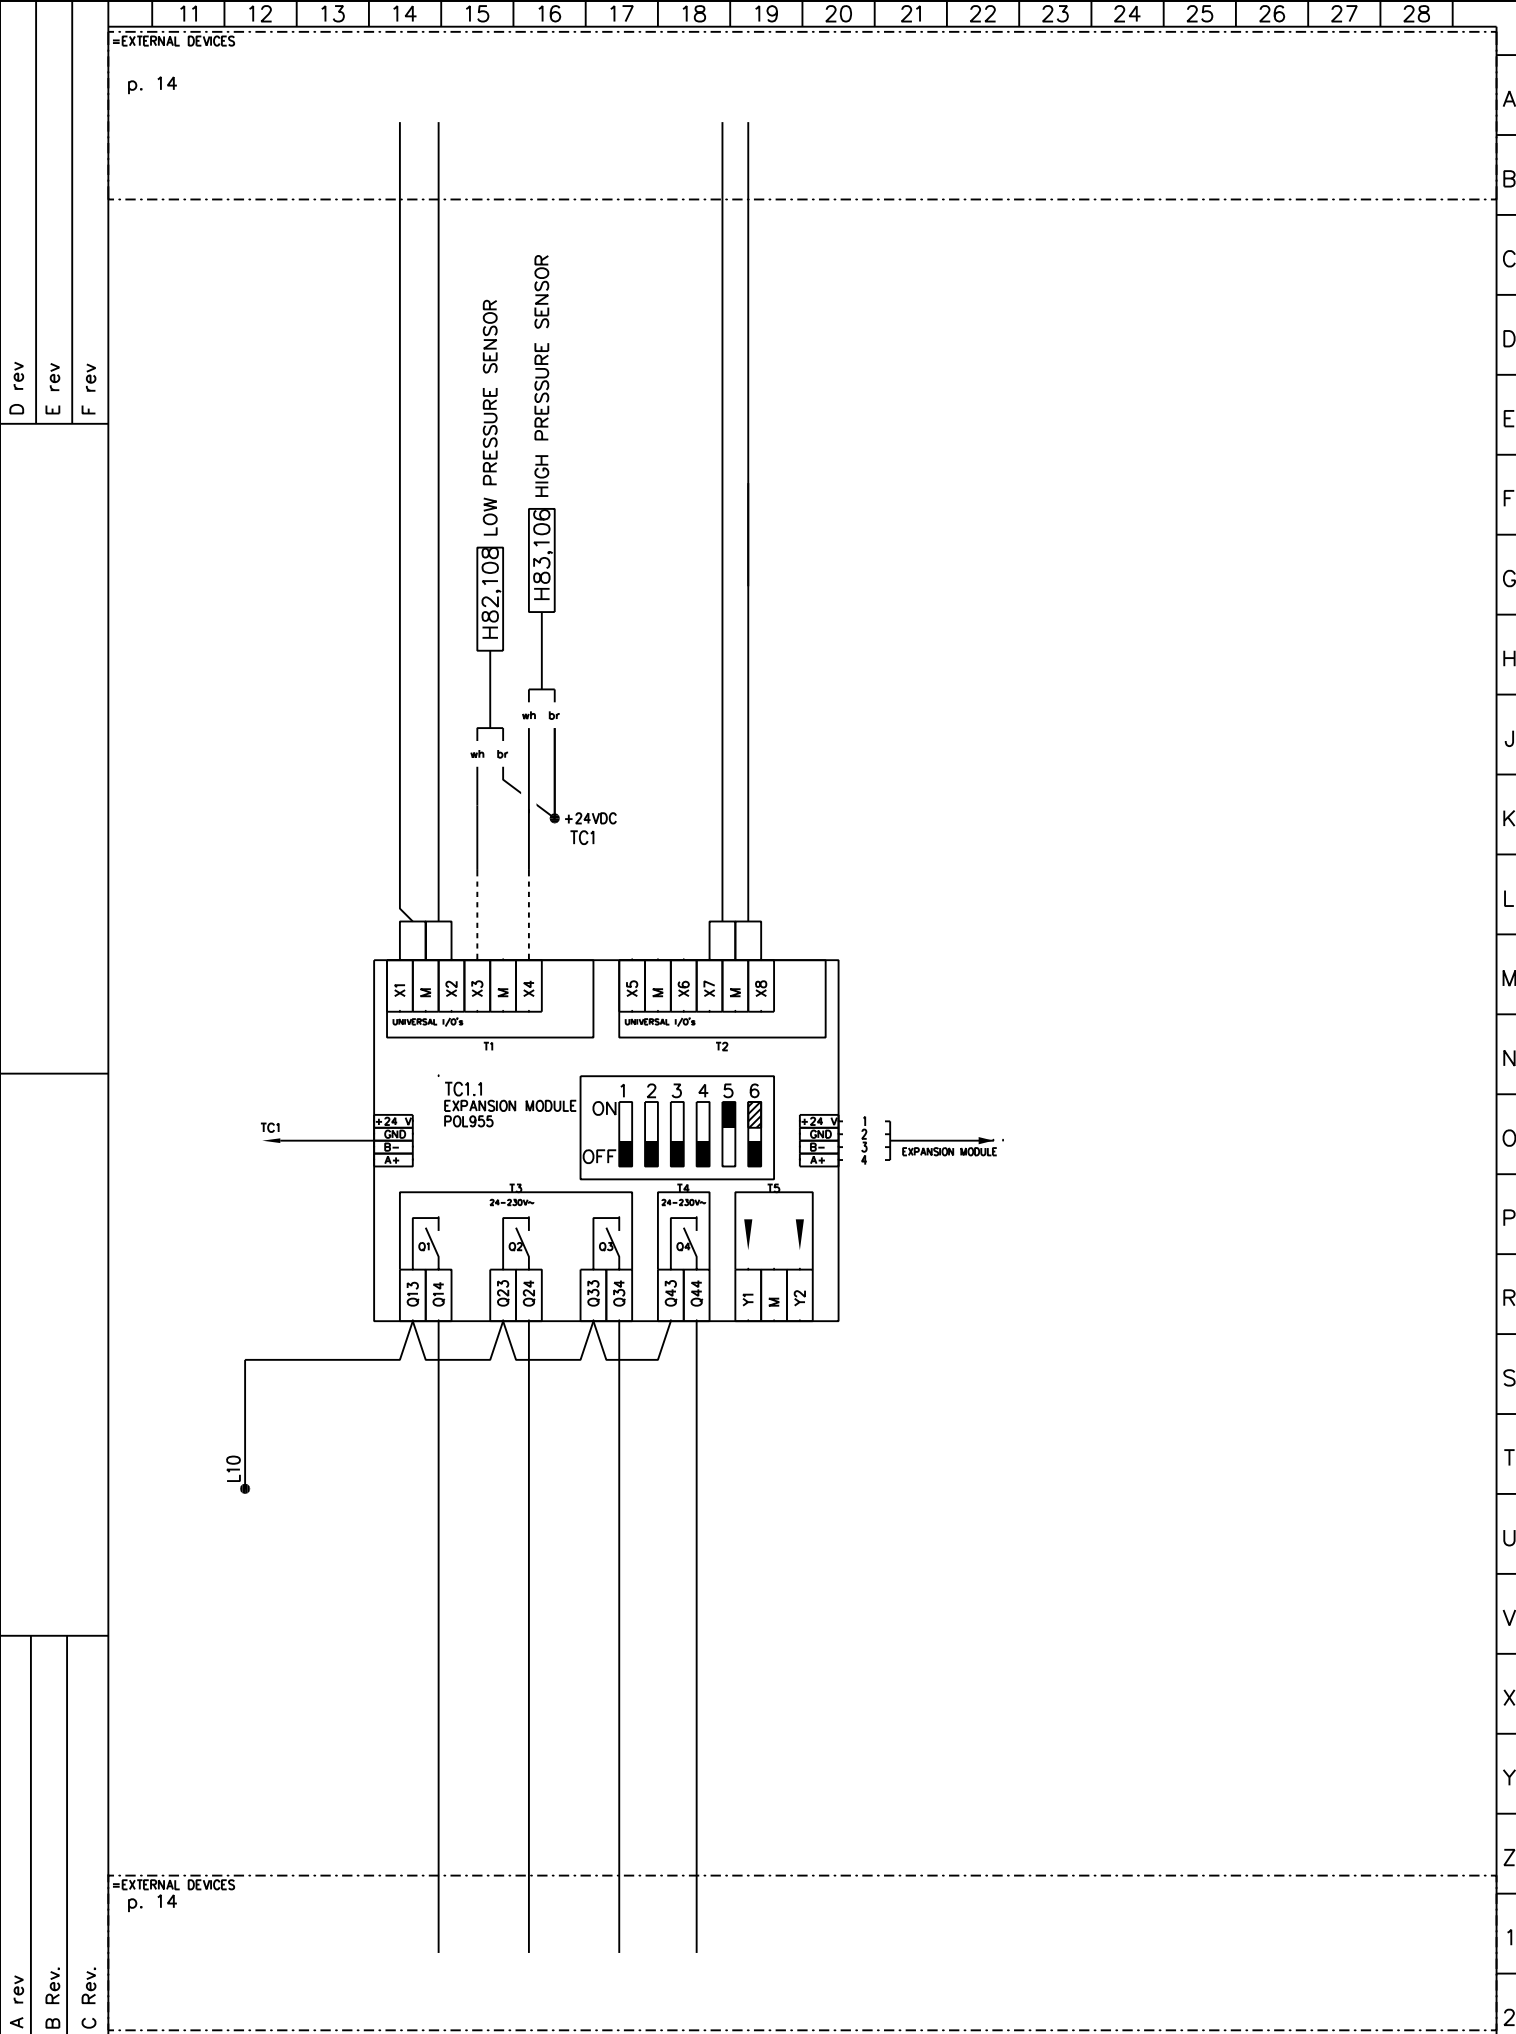 11 12 13 14 15 16 17 18 19 20 21 22 23 24 25 26 27 28
=EXTERNAL DEVICES
p. 14
A
B
C
D
E
F
G
H
J
K
L
M
N
O
P
R
S
T
U
V
X
Y
Z
1
2
D rev
E rev
F rev
H82,108 LOW PRESSURE SENSOR
H83,106 HIGH PRESSURE SENSOR
wh br
wh br
+24VDC
TC1
X1 M X2 X3 M X4
UNIVERSAL I/O's
T1
X5 M X6 X7 M X8
UNIVERSAL I/O's
T2
TC1.1
EXPANSION MODULE
POL955
1 2 3 4 5 6
ON
OFF
TC1
+24 V
GND
B-
A+
+24 V 1
GND 2
B- 3
A+ 4
EXPANSION MODULE
T3
24-230V~
T4
24-230V~
T5
Q1 Q2 Q3 Q4
Q13 Q14 Q23 Q24 Q33 Q34 Q43 Q44 Y1 M Y2
L10
=EXTERNAL DEVICES
p. 14
A rev
B Rev.
C Rev.